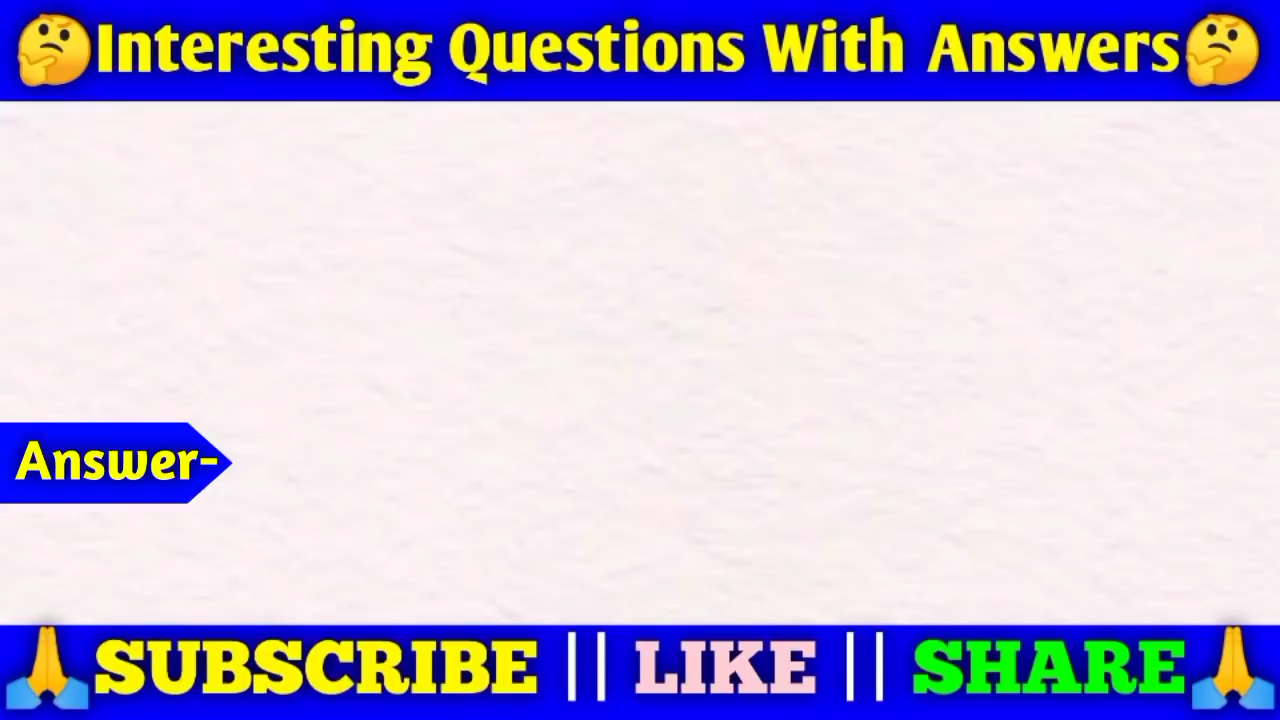 🤔Interesting Questions With Answers🤔
Answer-
🙏SUBSCRIBE || LIKE || SHARE🙏